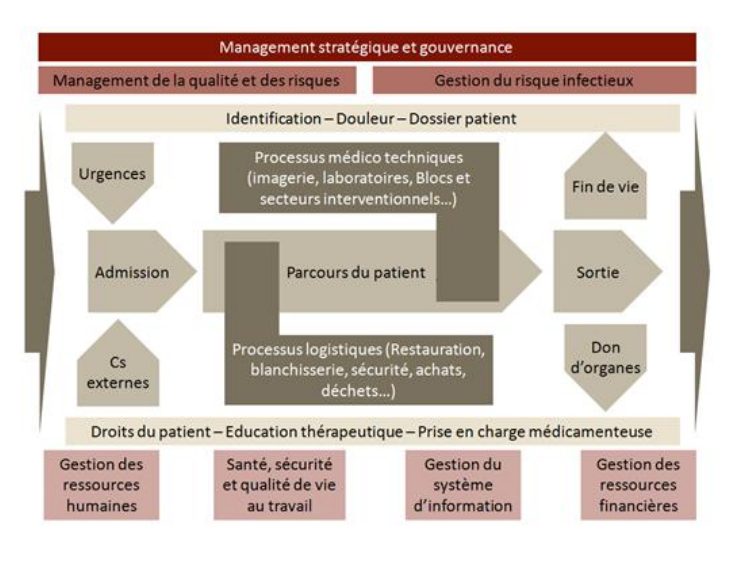 Management stratégique et gouvernance
Management de la qualité et des risques
Gestion du risque infectieux
Identification – Douleur – Dossier patient
Urgences
Processus médico techniques
(imagerie, laboratoires, Blocs et
secteurs interventionnels...)
Fin de vie
Admission
Parcours du patient
Sortie
Cs
externes
Processus logistiques (Restauration,
blanchisserie, sécurité, achats,
déchets...)
Don
d’organes
Droits du patient – Education thérapeutique – Prise en charge médicamenteuse
Gestion des
ressources
humaines
Santé, sécurité
et qualité de vie
au travail
Gestion du
système
d’information
Gestion des
ressources
financières